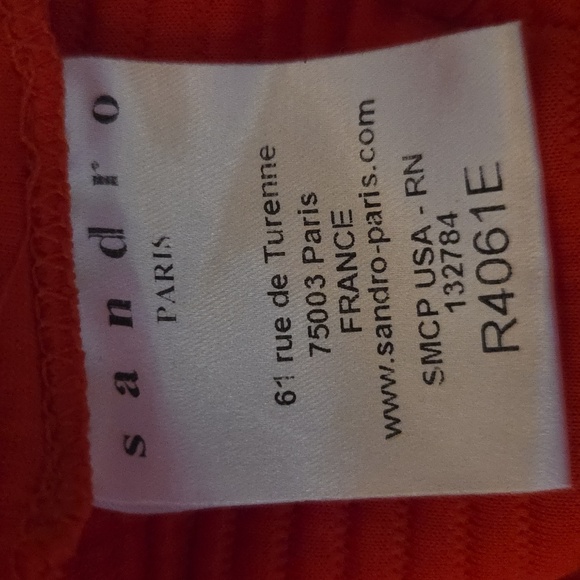 sandro
PARIS
61 rue de Turenne
75003 Paris
FRANCE
www.sandro-paris.com
SMCP USA - RN
132784
R4061E